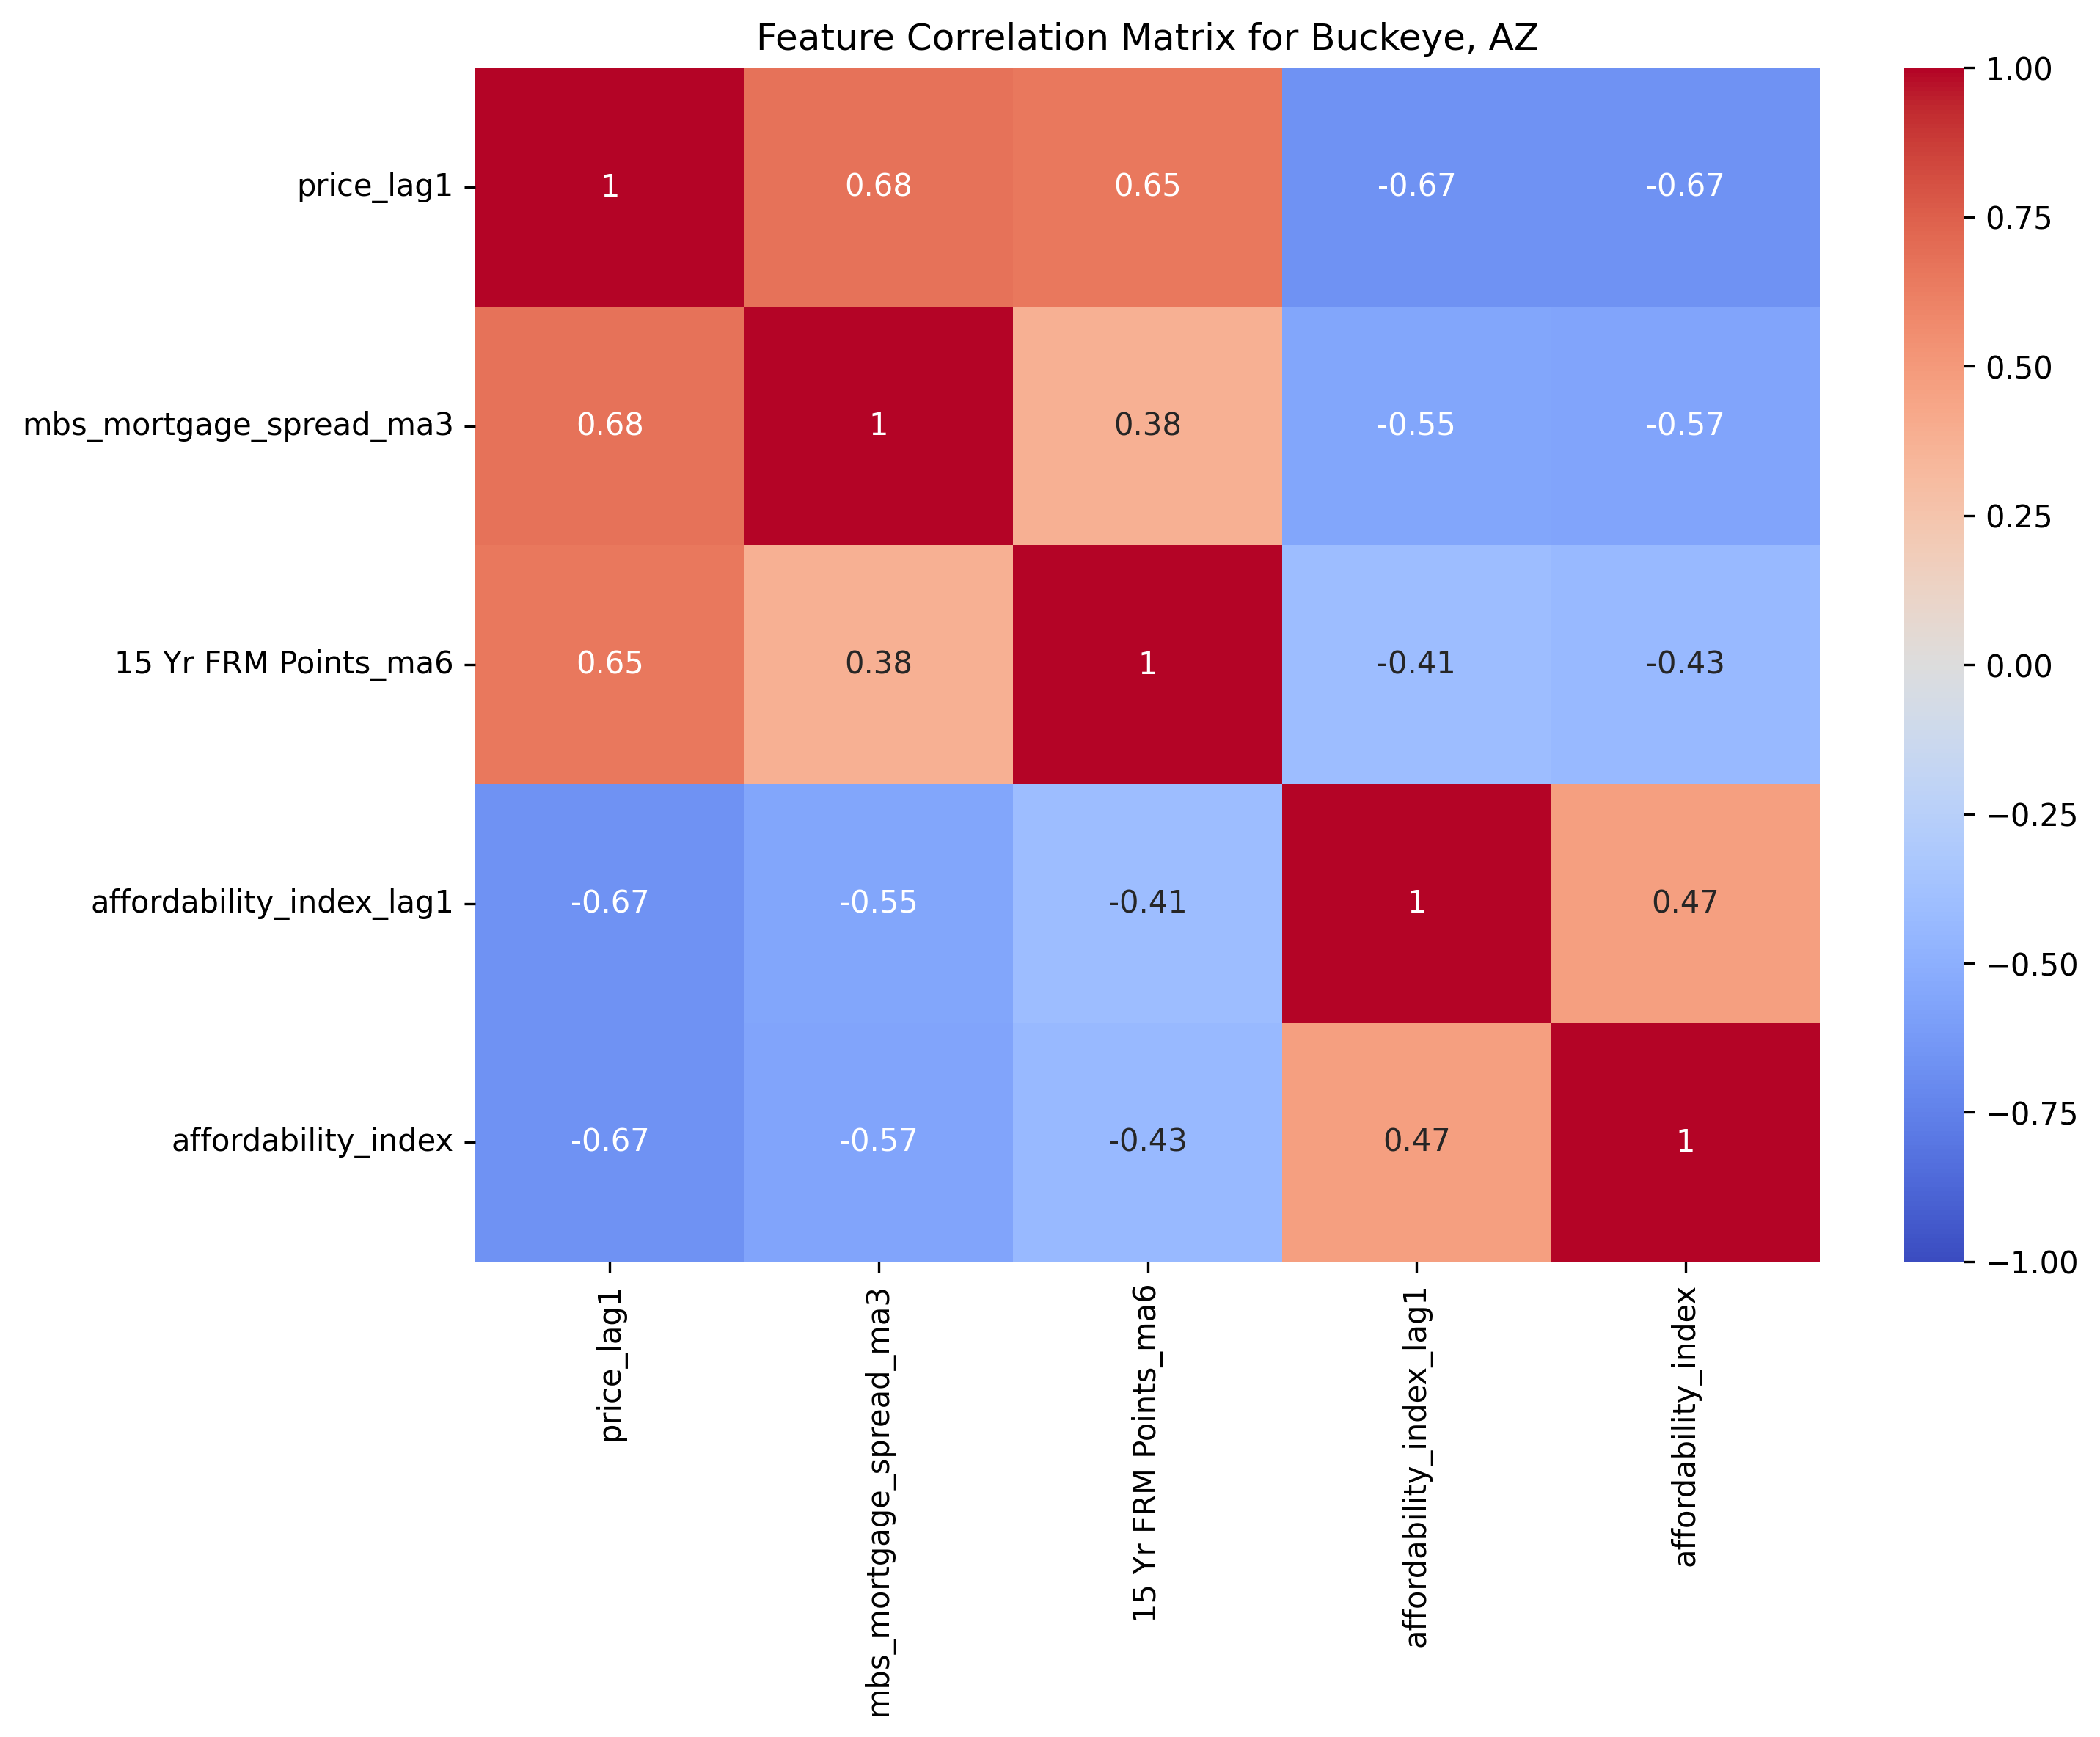 Feature Correlation Matrix for Buckeye, AZ
price_lag1 1 0.68 0.65 -0.67 -0.67
mbs_mortgage_spread_ma3 0.68 1 0.38 -0.55 -0.57
15 Yr FRM Points_ma6 0.65 0.38 1 -0.41 -0.43
affordability_index_lag1 -0.67 -0.55 -0.41 1 0.47
affordability_index -0.67 -0.57 -0.43 0.47 1
price_lag1
mbs_mortgage_spread_ma3
15 Yr FRM Points_ma6
affordability_index_lag1
affordability_index
1.00
0.75
0.50
0.25
0.00
−0.25
−0.50
−0.75
−1.00